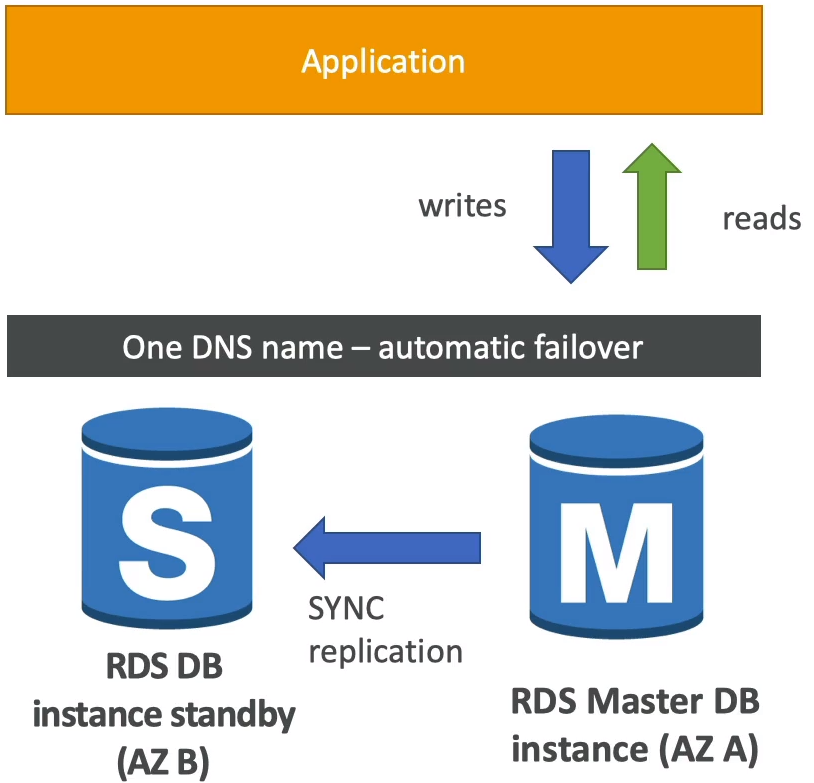 Application
writes
reads
One DNS name – automatic failover
S
M
SYNC
replication
RDS DB
instance standby
(AZ B)
RDS Master DB
instance (AZ A)